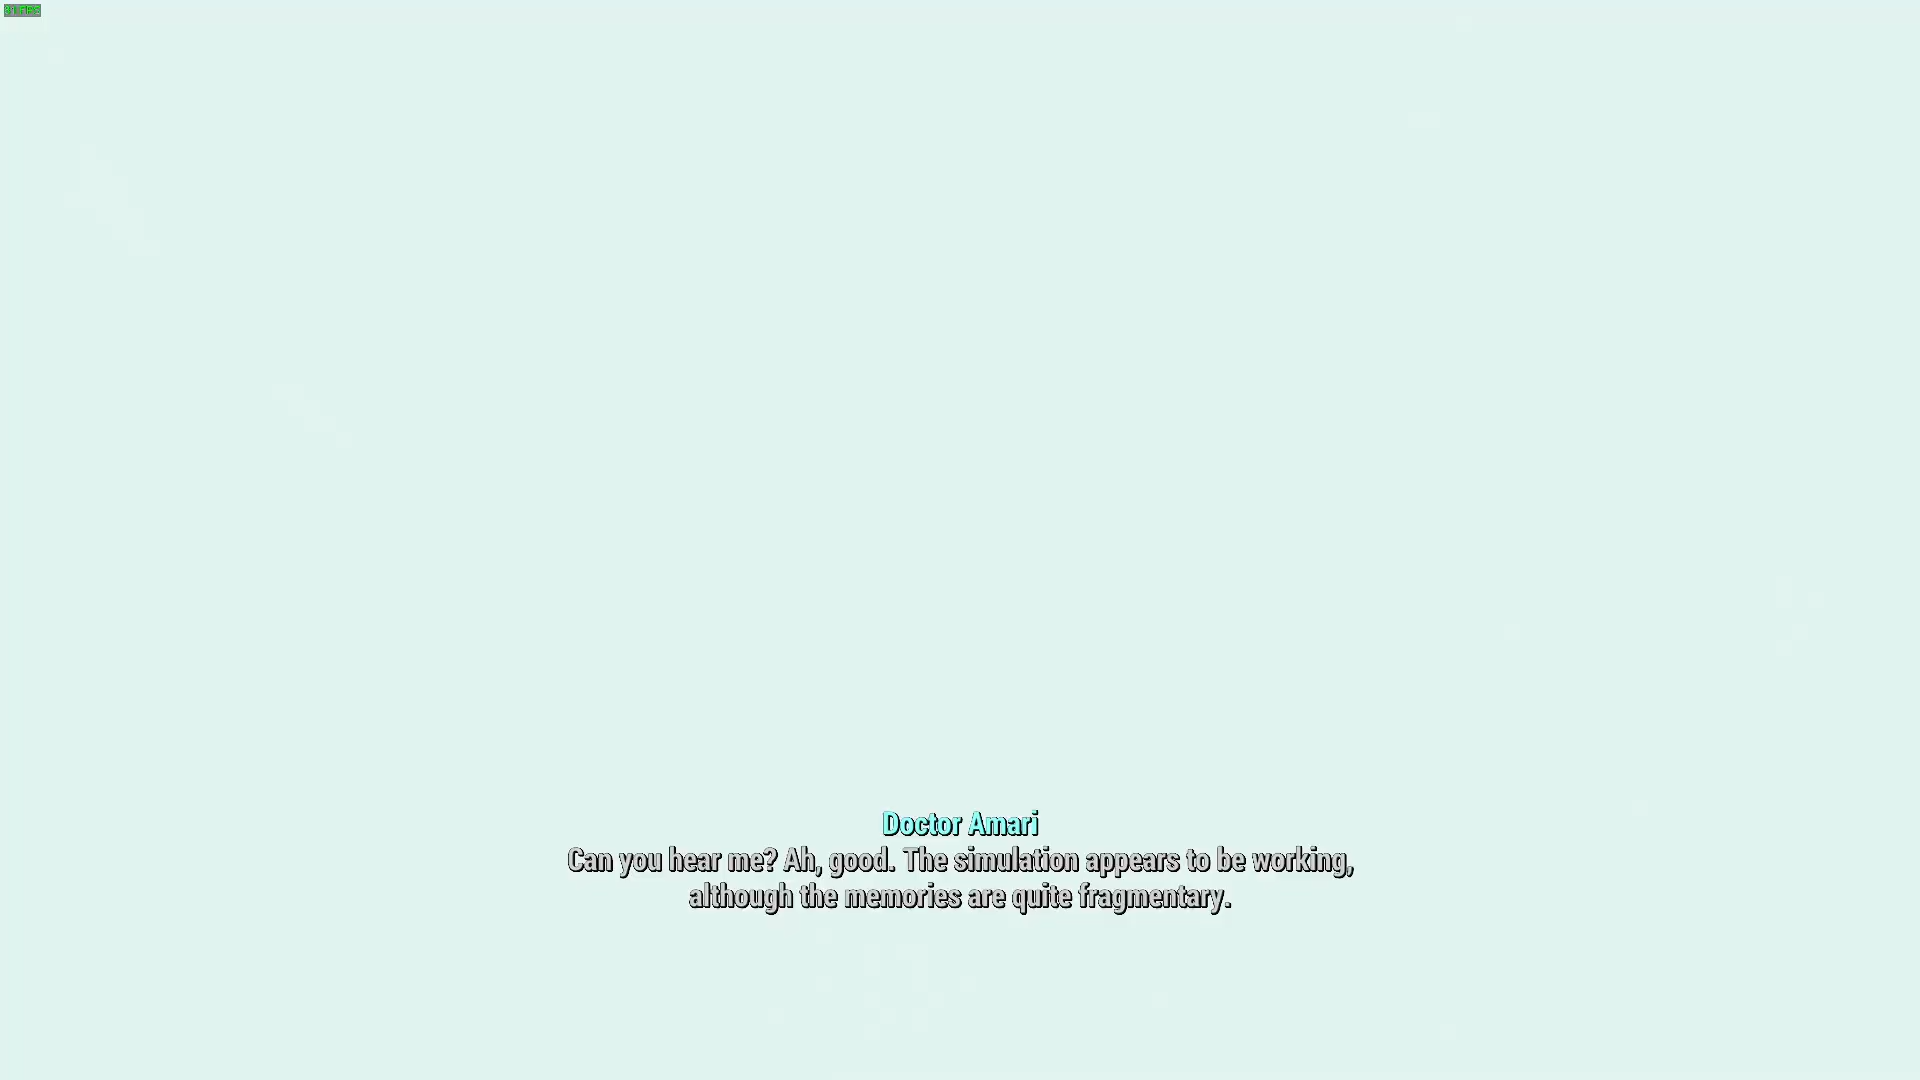 Doctor Amari
Can you hear me? Ah, good. The simulation appears to be working,
although the memories are quite fragmentary.